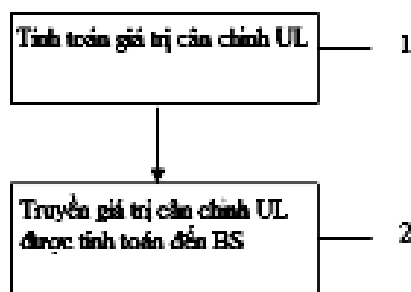 Tính toán giá trị căn chỉnh UL
1
Truyền giá trị căn chỉnh UL
được tính toán đến BS
2